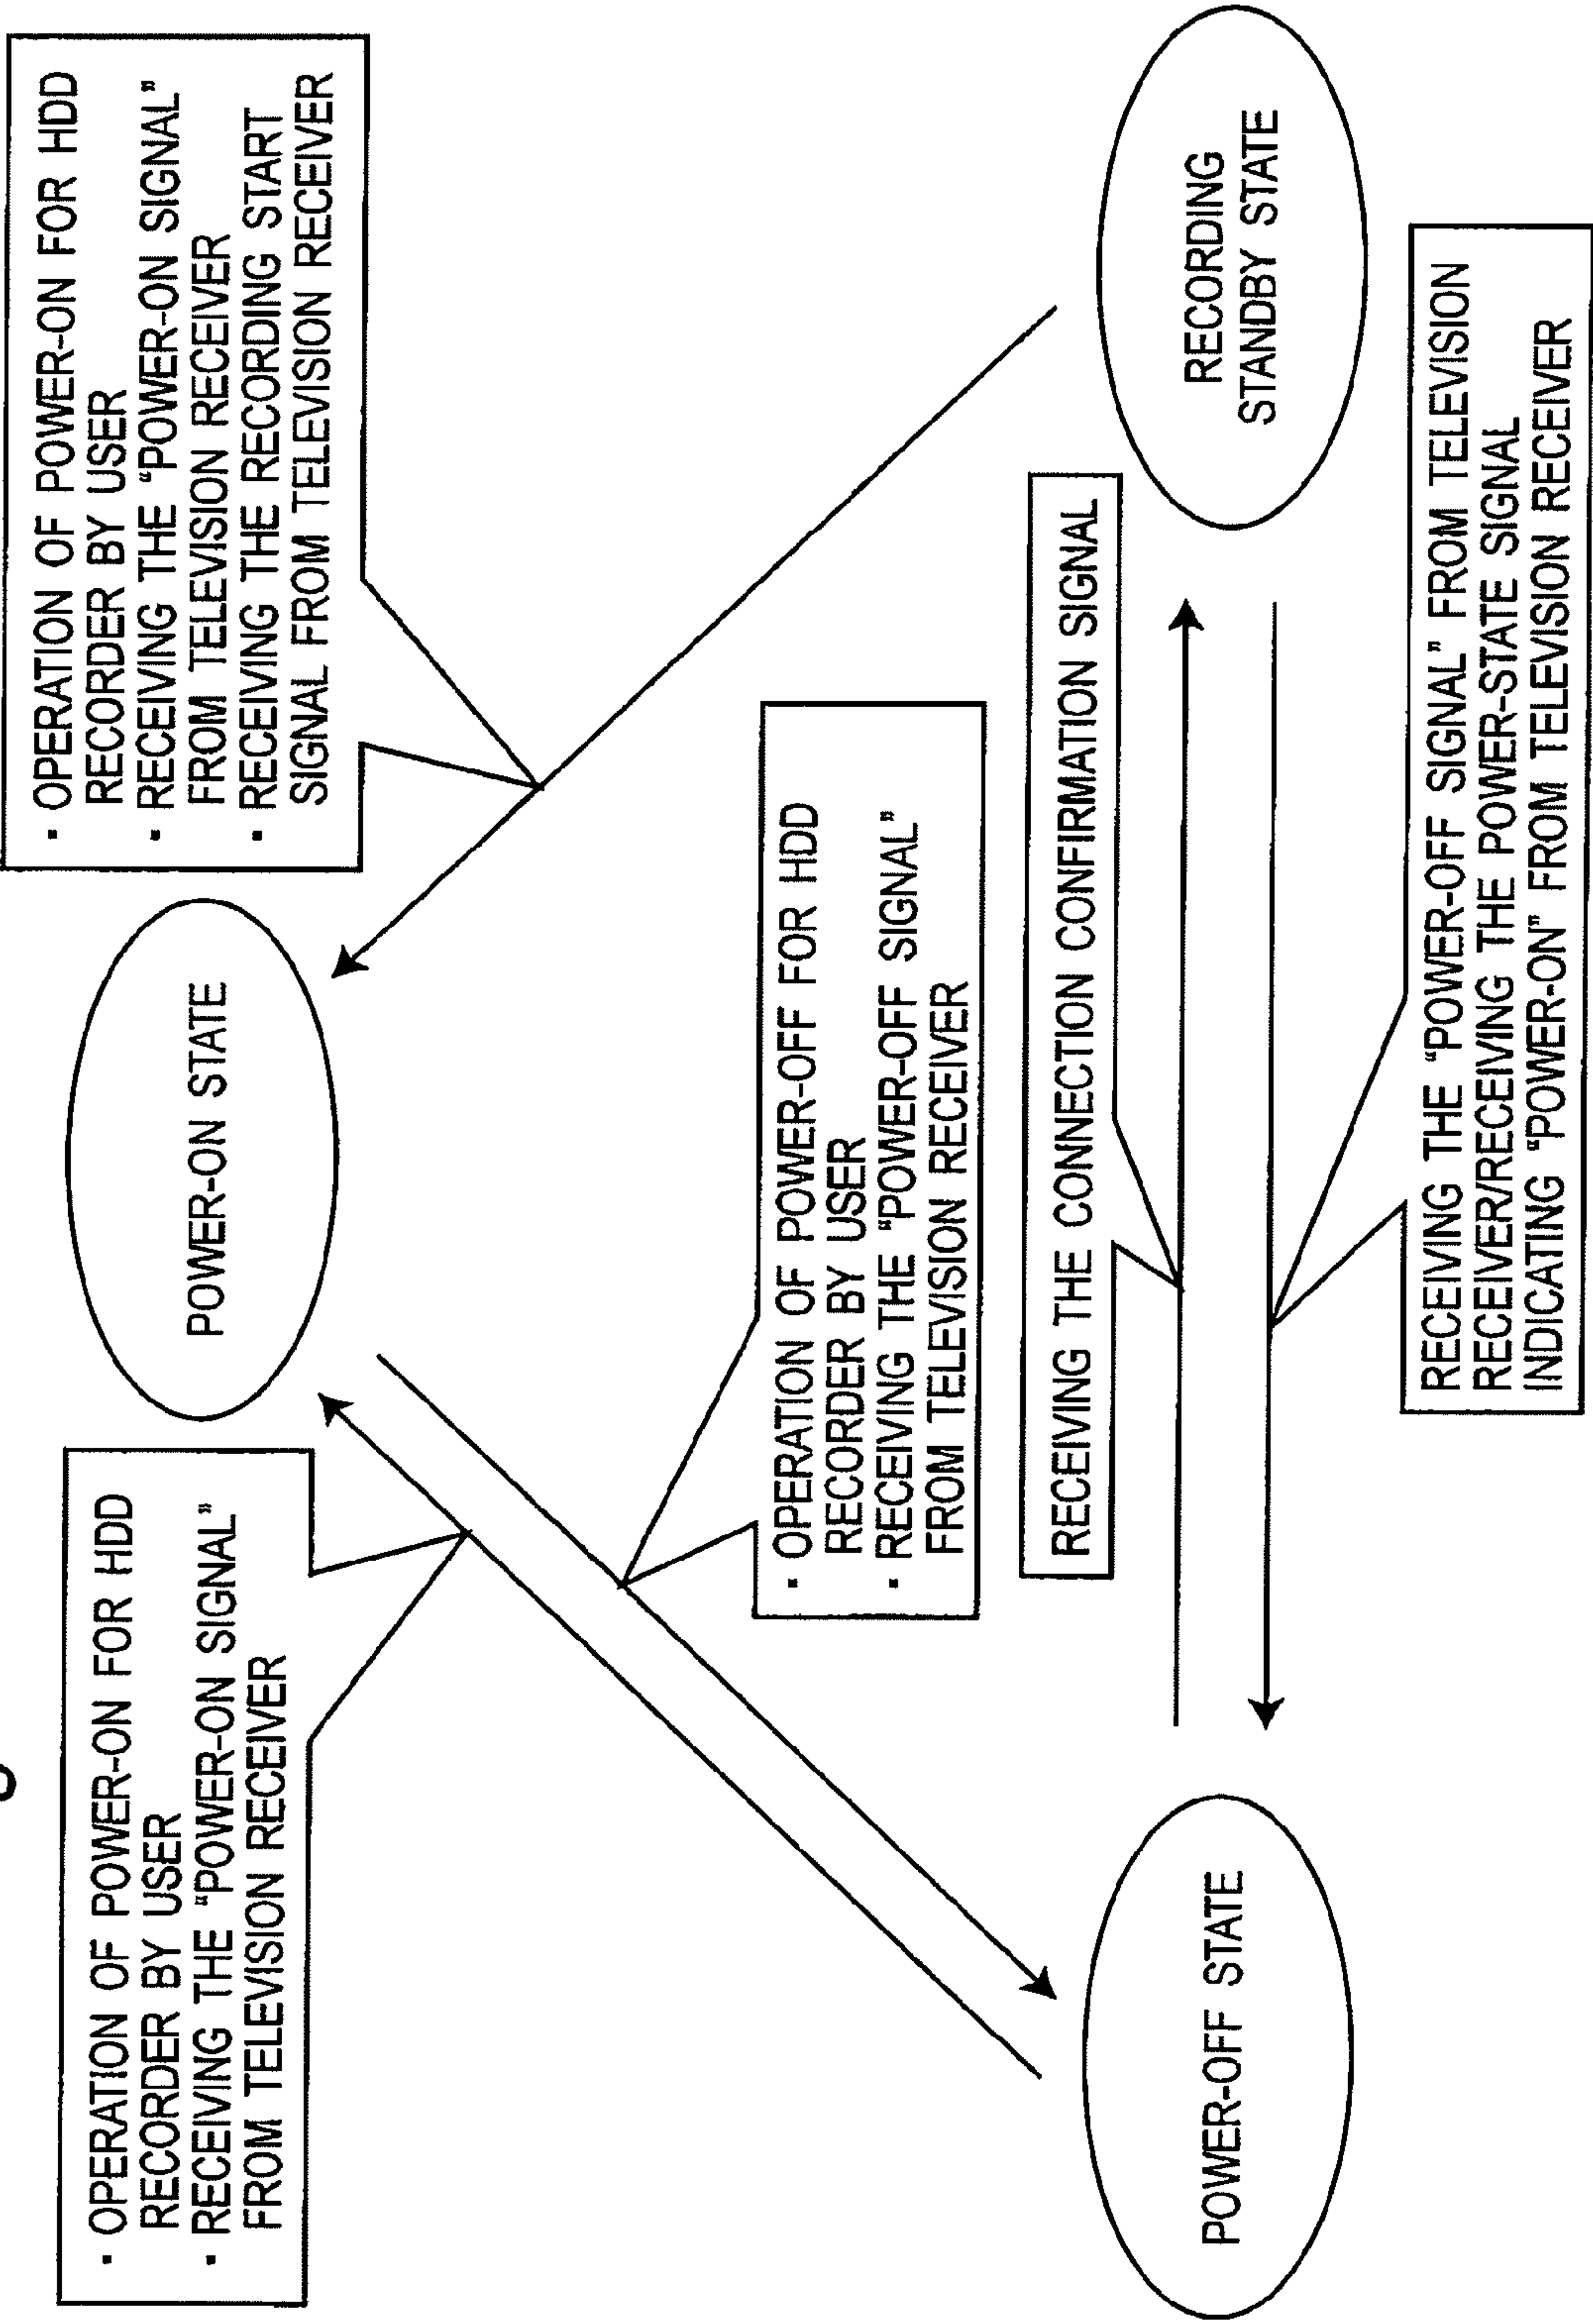 · OPERATION OF POWER-ON FOR HDD
RECORDER BY USER
· RECEIVING THE "POWER-ON SIGNAL"
FROM TELEVISION RECEIVER
POWER-ON STATE
· OPERATION OF POWER-ON FOR HDD
RECORDER BY USER
· RECEIVING THE "POWER-ON SIGNAL"
FROM TELEVISION RECEIVER
· RECEIVING THE RECORDING START
SIGNAL FROM TELEVISION RECEIVER
· OPERATION OF POWER-OFF FOR HDD
RECORDER BY USER
· RECEIVING THE "POWER-OFF SIGNAL"
FROM TELEVISION RECEIVER
RECEIVING THE CONNECTION CONFIRMATION SIGNAL
POWER-OFF STATE
RECORDING
STANDBY STATE
RECEIVING THE "POWER-OFF SIGNAL" FROM TELEVISION
RECEIVER/RECEIVING THE POWER-STATE SIGNAL
INDICATING "POWER-ON" FROM TELEVISION RECEIVER